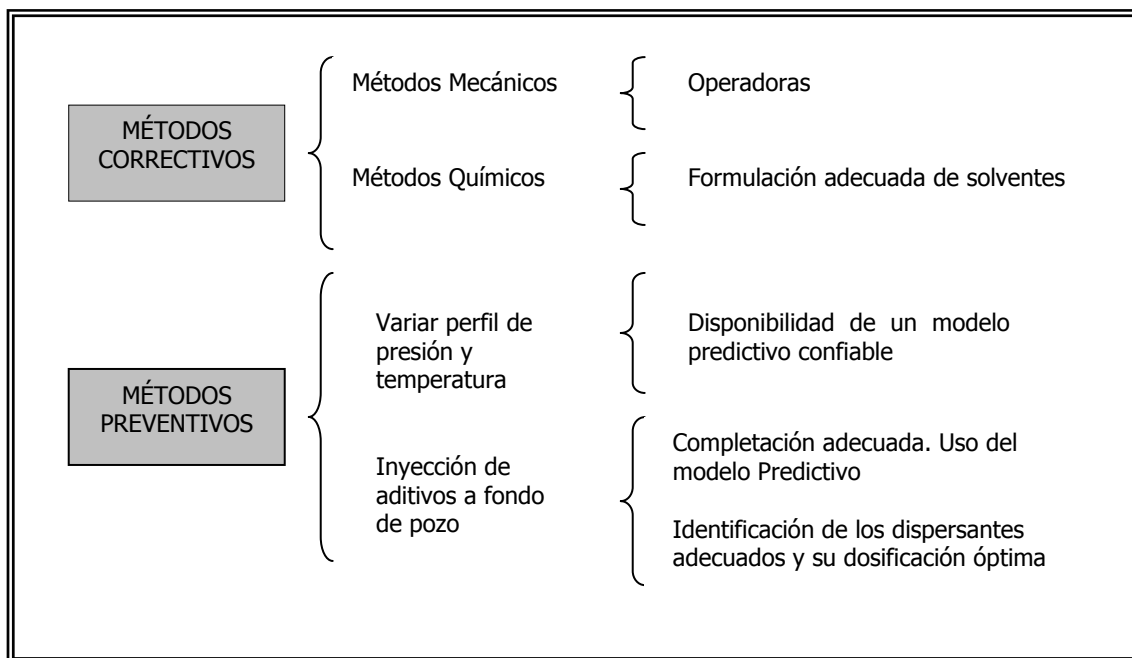 MÉTODOS
CORRECTIVOS
Métodos Mecánicos
Operadoras
Métodos Químicos
Formulación adecuada de solventes
MÉTODOS
PREVENTIVOS
Variar perfil de
presión y
temperatura
Disponibilidad de un modelo
predictivo confiable
Inyección de
aditivos a fondo
de pozo
Completación adecuada. Uso del
modelo Predictivo
Identificación de los dispersantes
adecuados y su dosificación óptima